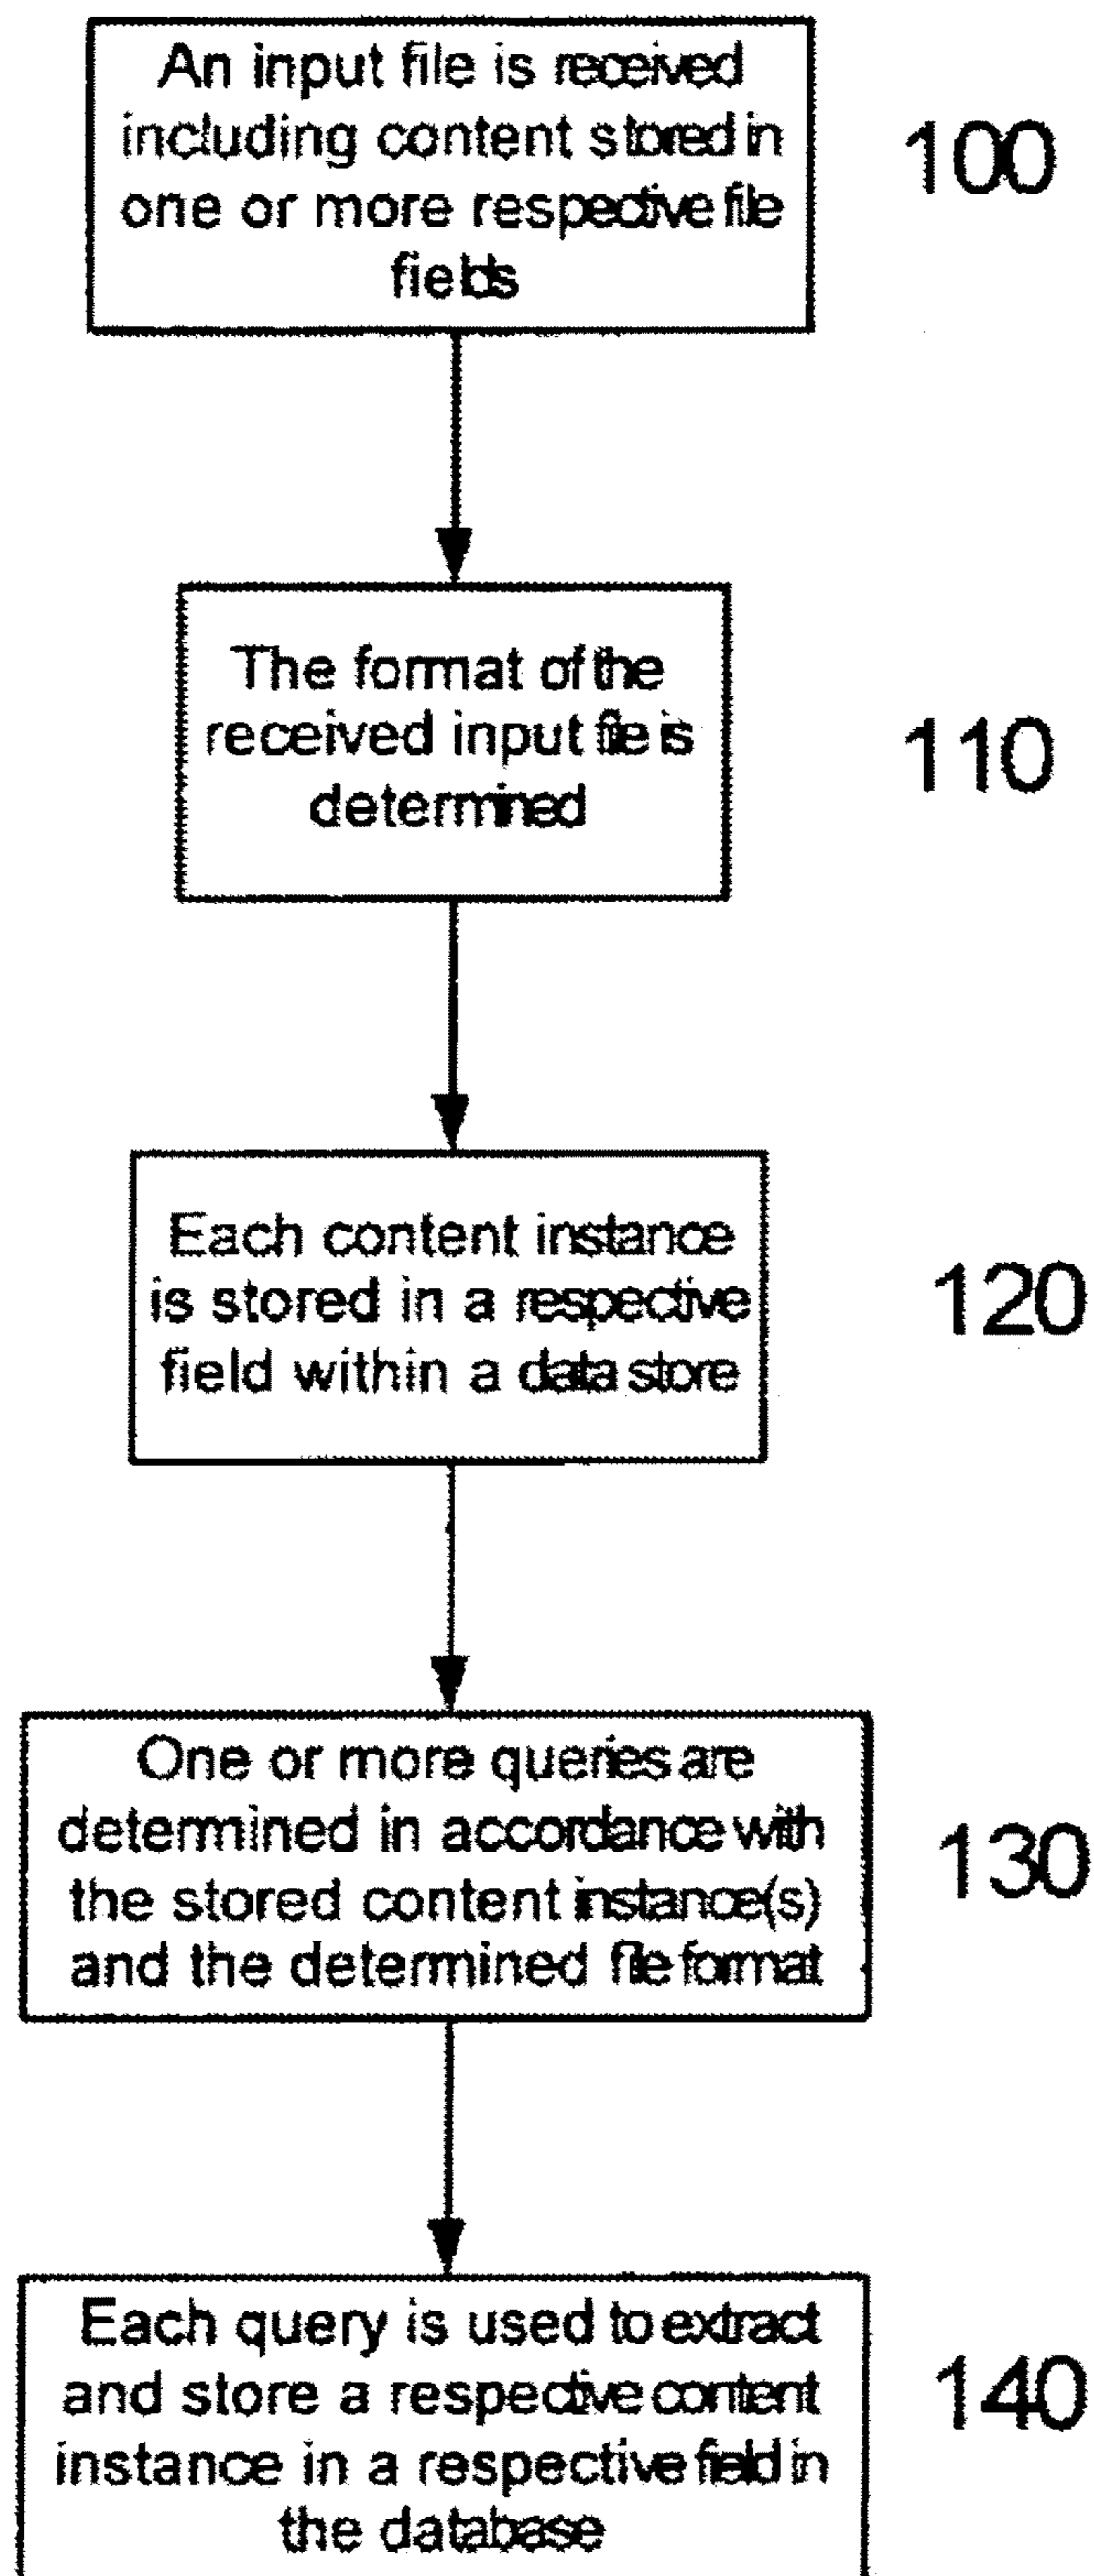 An input file is received
including content stored in
one or more respective file
fields
100
The format of the
received input file is
determined
110
Each content instance
is stored in a respective
field within a data store
120
One or more queries are
determined in accordance with
the stored content instance(s)
and the determined file format
130
Each query is used to extract
and store a respective content
instance in a respective field in
the database
140